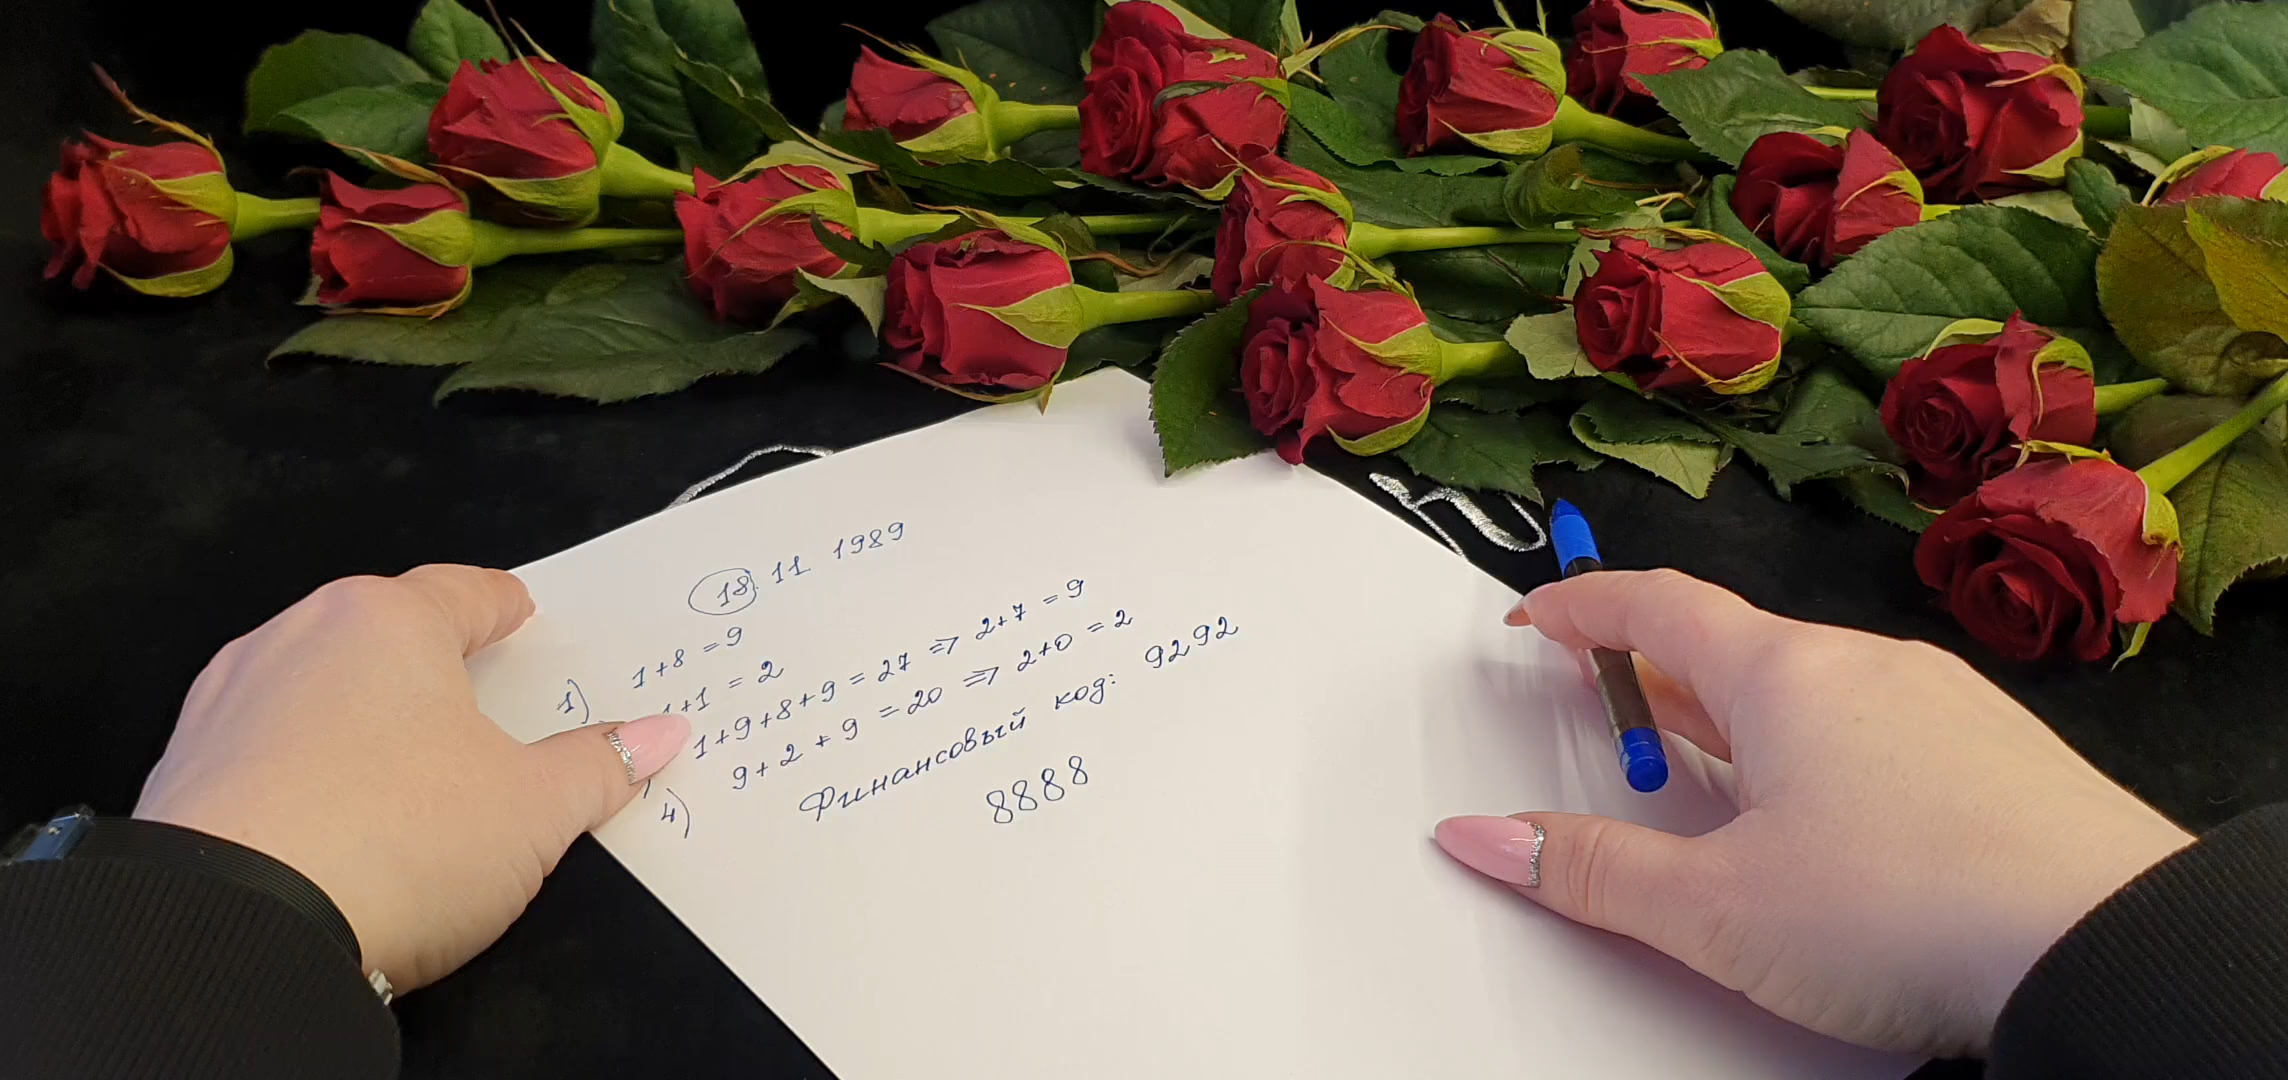 18. 11 1989
1) 1+8 = 9
1+1 = 2
1+9+8+9 = 27 => 2+7 = 9
4) 9+2+9 = 20 => 2+0 = 2
Финансовый код: 9292
8888